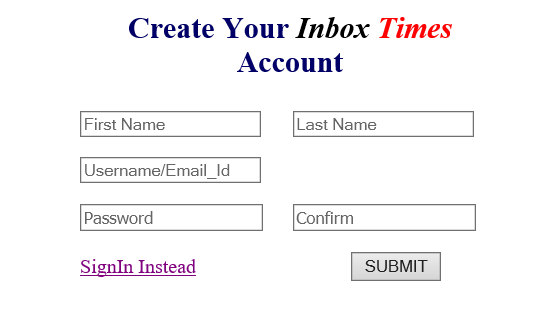 Create Your Inbox Times
Account
First Name Last Name
Username/Email_Id
Password Confirm
SignIn Instead SUBMIT